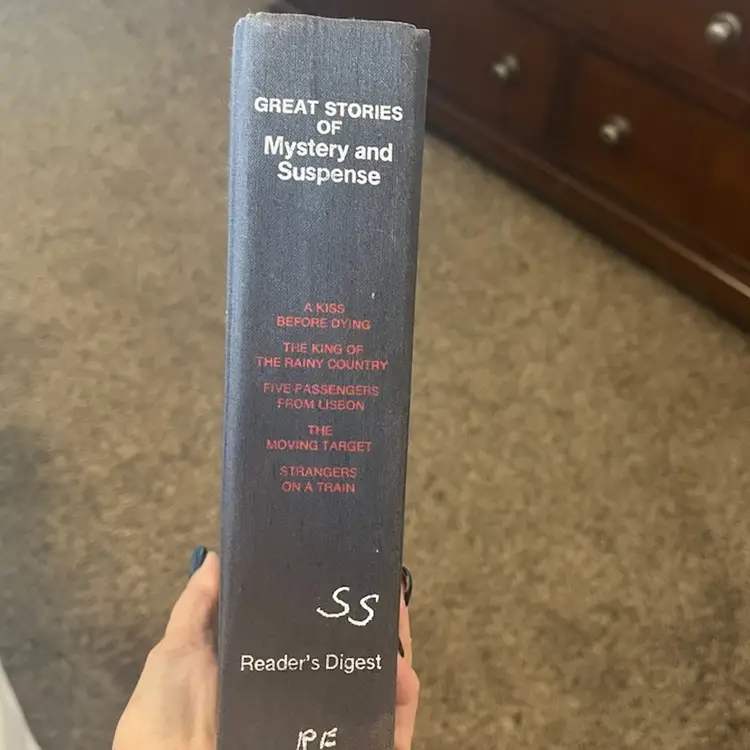 GREAT STORIES
OF
Mystery and
Suspense
A KISS
BEFORE DYING
THE KING OF
THE RAINY COUNTRY
FIVE PASSENGERS
FROM LISBON
THE
MOVING TARGET
STRANGERS
ON A TRAIN
SS
Reader's Digest
RE